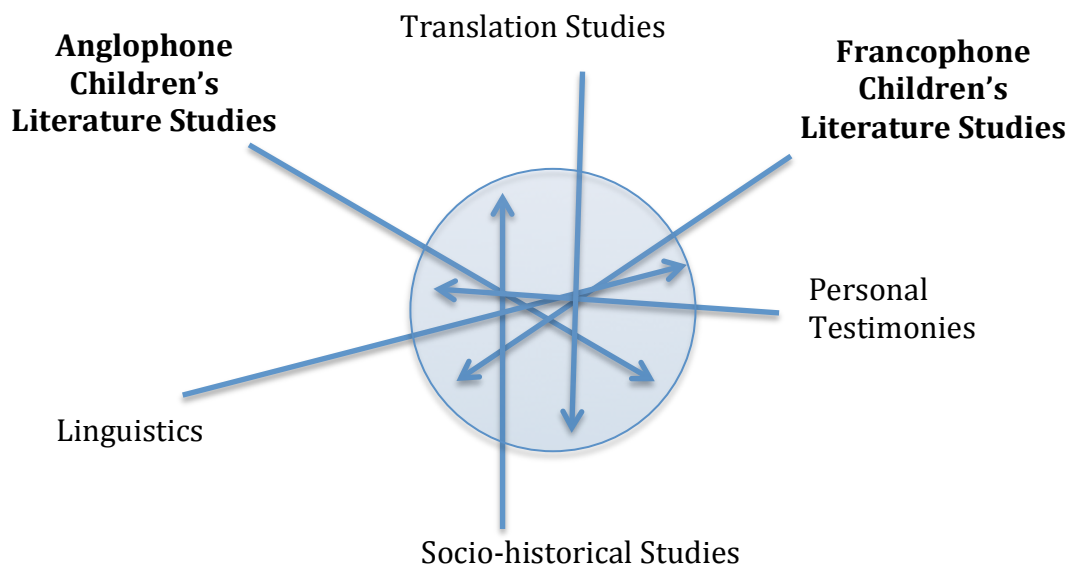 Translation Studies
Anglophone
Children’s
Literature Studies
Francophone
Children’s
Literature Studies
Personal
Testimonies
Linguistics
Socio-historical Studies